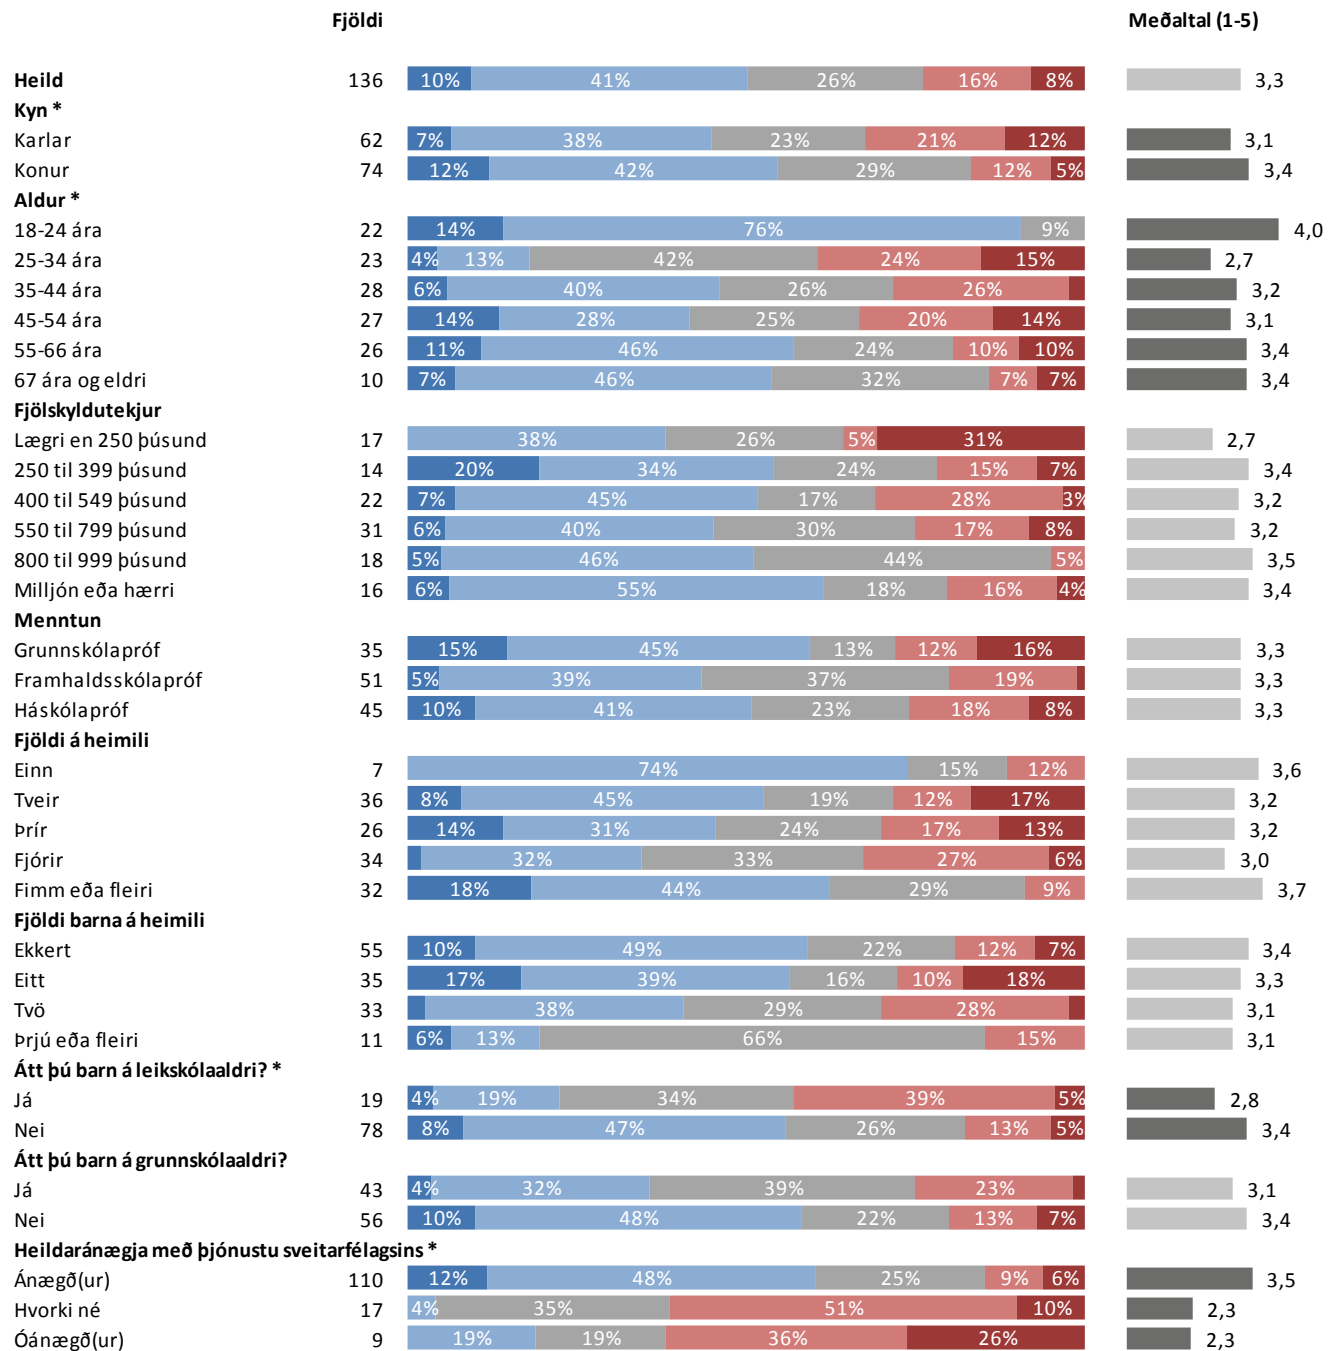 Fjöldi Meðaltal (1-5)
Heild 136 10% 41% 26% 16% 8% 3,3
Kyn *
Karlar 62 7% 38% 23% 21% 12% 3,1
Konur 74 12% 42% 29% 12% 5% 3,4
Aldur *
18-24 ára 22 14% 76% 9% 4,0
25-34 ára 23 4% 13% 42% 24% 15% 2,7
35-44 ára 28 6% 40% 26% 26% 3,2
45-54 ára 27 14% 28% 25% 20% 14% 3,1
55-66 ára 26 11% 46% 24% 10% 10% 3,4
67 ára og eldri 10 7% 46% 32% 7% 7% 3,4
Fjölskyldutekjur
Lægri en 250 þúsund 17 38% 26% 5% 31% 2,7
250 til 399 þúsund 14 20% 34% 24% 15% 7% 3,4
400 til 549 þúsund 22 7% 45% 17% 28% 3% 3,2
550 til 799 þúsund 31 6% 40% 30% 17% 8% 3,2
800 til 999 þúsund 18 5% 46% 44% 5% 3,5
Milljón eða hærri 16 6% 55% 18% 16% 4% 3,4
Menntun
Grunnskólapróf 35 15% 45% 13% 12% 16% 3,3
Framhaldsskólapróf 51 5% 39% 37% 19% 3,3
Háskólapróf 45 10% 41% 23% 18% 8% 3,3
Fjöldi á heimili
Einn 7 74% 15% 12% 3,6
Tveir 36 8% 45% 19% 12% 17% 3,2
Þrír 26 14% 31% 24% 17% 13% 3,2
Fjórir 34 32% 33% 27% 6% 3,0
Fimm eða fleiri 32 18% 44% 29% 9% 3,7
Fjöldi barna á heimili
Ekkert 55 10% 49% 22% 12% 7% 3,4
Eitt 35 17% 39% 16% 10% 18% 3,3
Tvö 33 38% 29% 28% 3,1
Þrjú eða fleiri 11 6% 13% 66% 15% 3,1
Átt þú barn á leikskólaaldri? *
Já 19 4% 19% 34% 39% 5% 2,8
Nei 78 8% 47% 26% 13% 5% 3,4
Átt þú barn á grunnskólaaldri?
Já 43 4% 32% 39% 23% 3,1
Nei 56 10% 48% 22% 13% 7% 3,4
Heildaránægja með þjónustu sveitarfélagsins *
Ánægð(ur) 110 12% 48% 25% 9% 6% 3,5
Hvorki né 17 4% 35% 51% 10% 2,3
Óánægð(ur) 9 19% 19% 36% 26% 2,3